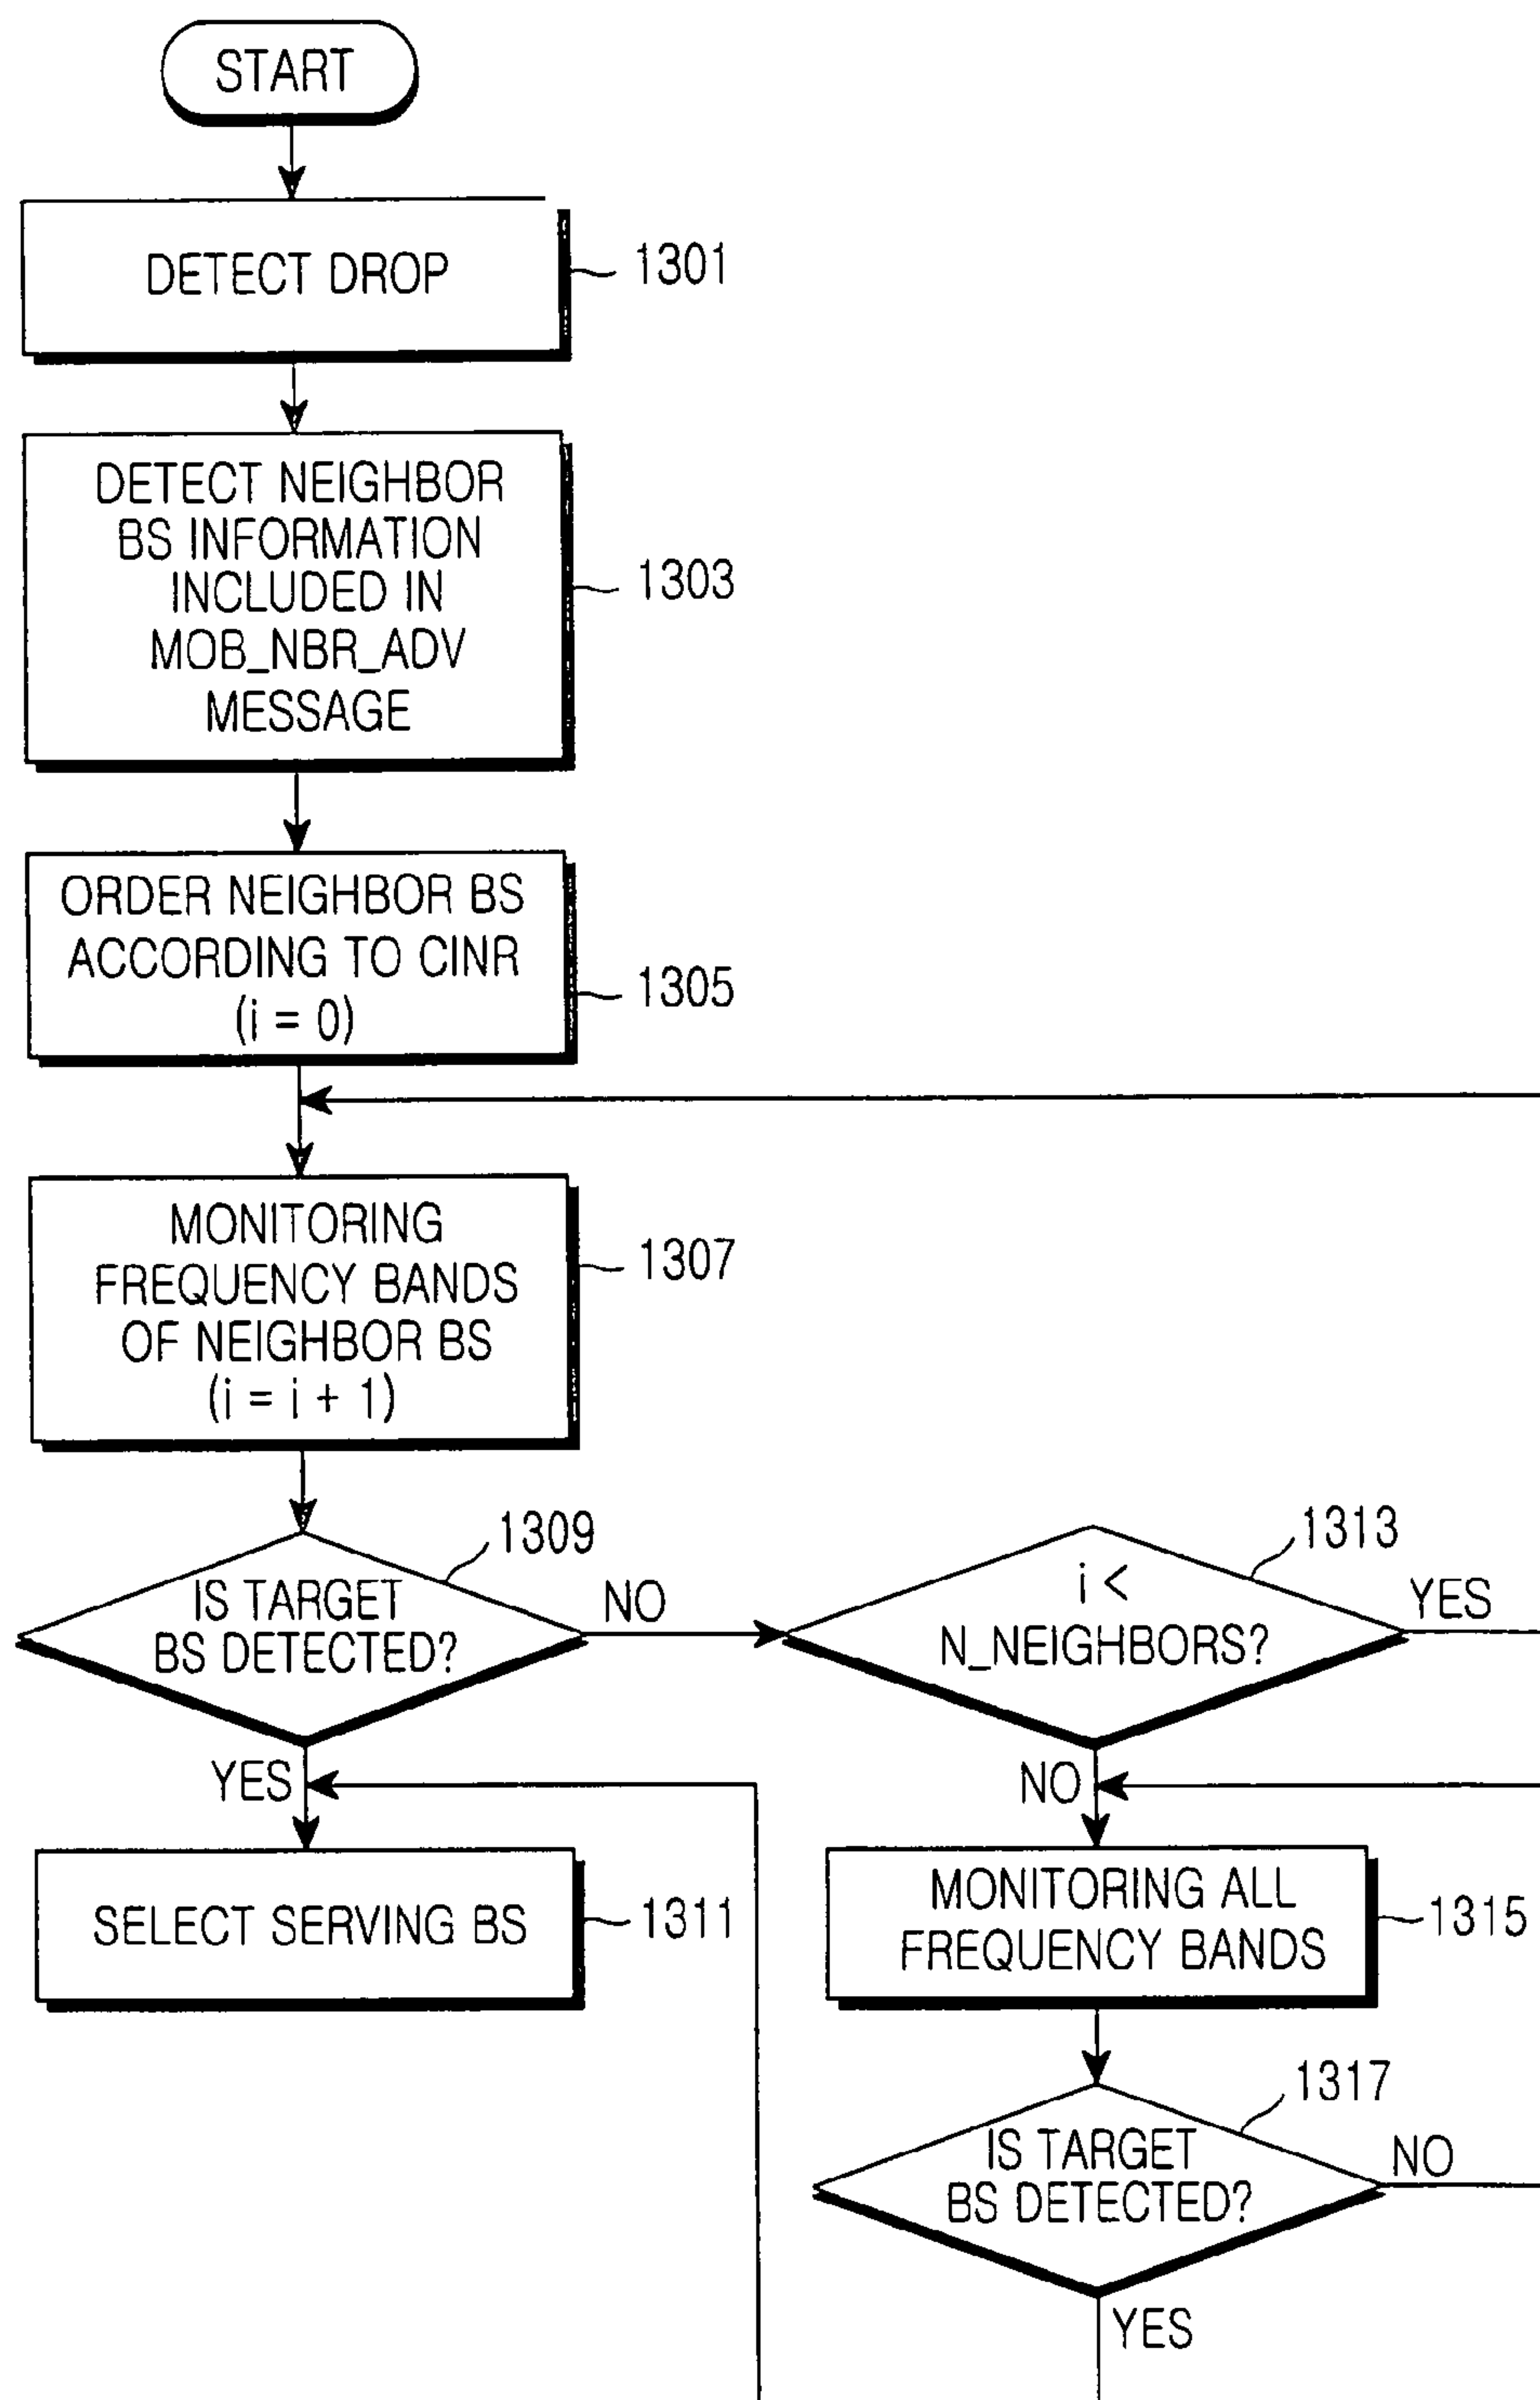 START
DETECT DROP
1301
DETECT NEIGHBOR
BS INFORMATION
INCLUDED IN
MOB_NBR_ADV
MESSAGE
1303
ORDER NEIGHBOR BS
ACCORDING TO CINR
(i = 0)
1305
MONITORING
FREQUENCY BANDS
OF NEIGHBOR BS
(i = i + 1)
1307
IS TARGET
BS DETECTED?
1309
NO
YES
i <
N_NEIGHBORS?
1313
YES
NO
SELECT SERVING BS
1311
MONITORING ALL
FREQUENCY BANDS
1315
IS TARGET
BS DETECTED?
1317
NO
YES